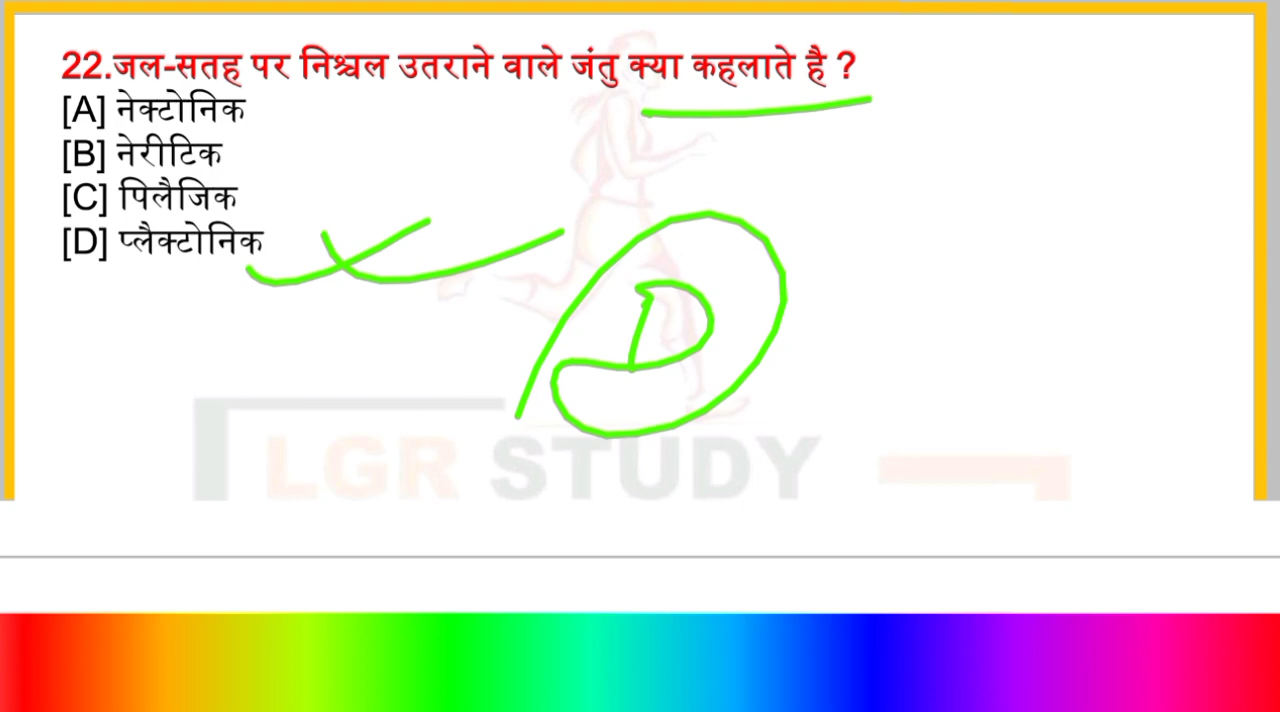 22.जल-सतह पर निश्चल उतराने वाले जंतु क्या कहलाते है ?
[A] नेक्टोनिक
[B] नेरीटिक
[C] पिलैजिक
[D] प्लैक्टोनिक
D
LGR STUDY